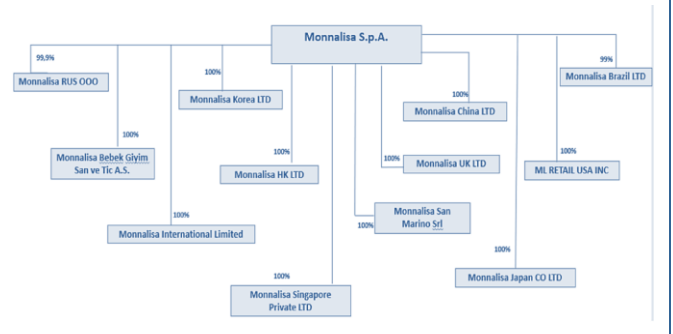 Monnalisa S.p.A.
99,9%
99%
Monnalisa RUS OOO
100%
Monnalisa Korea LTD
Monnalisa Brazil LTD
100%
Monnalisa China LTD
100%
Monnalisa Bebek Giyim
San ve Tic A.S.
100%
Monnalisa HK LTD
100%
Monnalisa UK LTD
100%
ML RETAIL USA INC
100%
Monnalisa International Limited
100%
Monnalisa San
Marino Srl
100%
Monnalisa Japan CO LTD
100%
Monnalisa Singapore
Private LTD